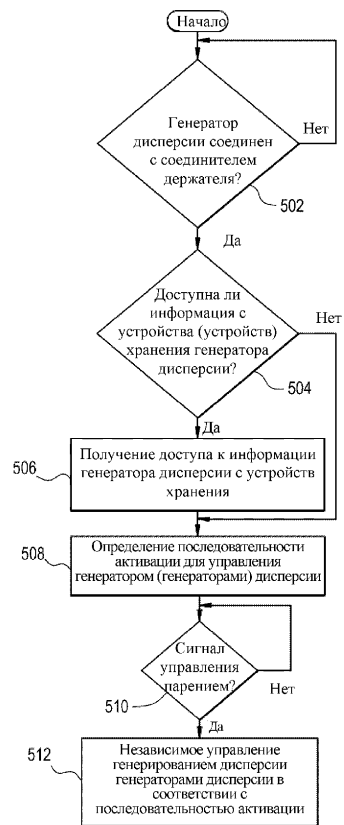 Начало
Генератор
дисперсии соединен
с соединителем
держателя?
Нет
502
Да
Доступна ли
информация с
устройства (устройств)
хранения генератора
дисперсии?
Нет
504
Да
506
Получение доступа к информации
генератора дисперсии с устройств
хранения
508
Определение последовательности
активации для управления
генератором (генераторами) дисперсии
Сигнал
управления
парением?
510
Нет
Да
512
Независимое управление
генерированием дисперсии
генераторами дисперсии в
соответствии с
последовательностью активации